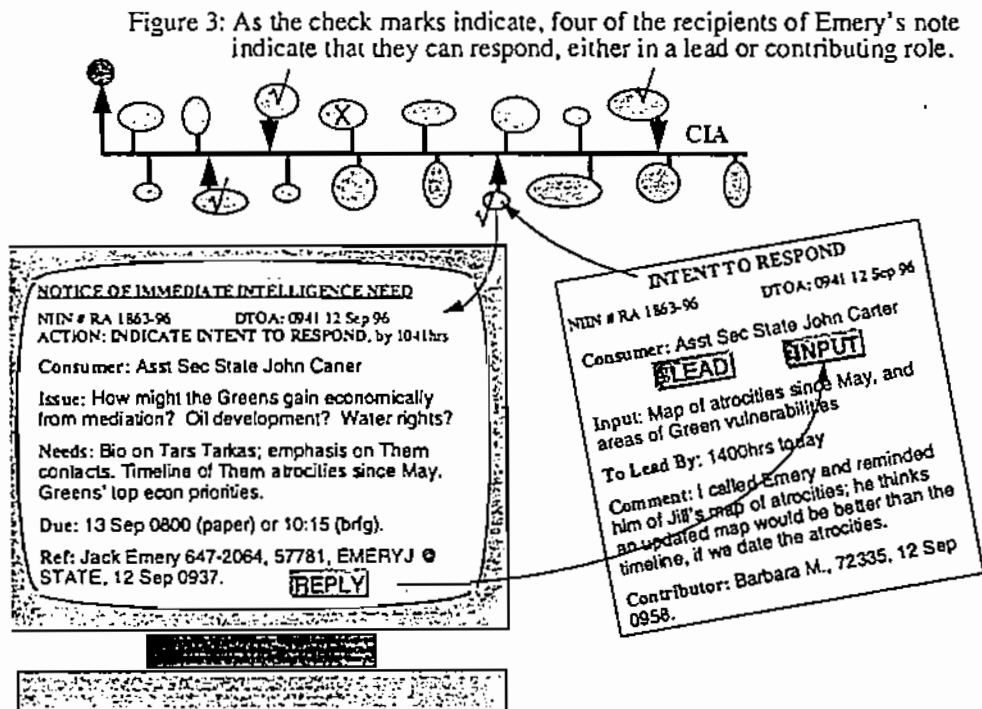 Figure 3: As the check marks indicate, four of the recipients of Emery's note
indicate that they can respond, either in a lead or contributing role.
√
√
X
CIA
√
√
NOTICE OF IMMEDIATE INTELLIGENCE NEED
NIIN # RA 1863-96 DTOA: 0941 12 Sep 96
ACTION: INDICATE INTENT TO RESPOND, by 1041hrs
Consumer: Asst Sec State John Carter
Issue: How might the Greens gain economically
from mediation? Oil development? Water rights?
Needs: Bio on Tars Tarkas; emphasis on Them
contacts. Timeline of Them atrocities since May.
Greens' top econ priorities.
Due: 13 Sep 0800 (paper) or 10:15 (brfg).
Ref: Jack Emery 647-2064, 57781, EMERYJ @
STATE, 12 Sep 0937.
REPLY
INTENT TO RESPOND
NIIN # RA 1863-96 DTOA: 0941 12 Sep 96
Consumer: Asst Sec State John Carter
LEAD INPUT
Input: Map of atrocities since May, and
areas of Green vulnerabilities
To Lead By: 1400hrs today
Comment: I called Emery and reminded
him of Jill's map of atrocities; he thinks
an updated map would be better than the
timeline, if we date the atrocities.
Contributor: Barbara M., 72335, 12 Sep
0958.